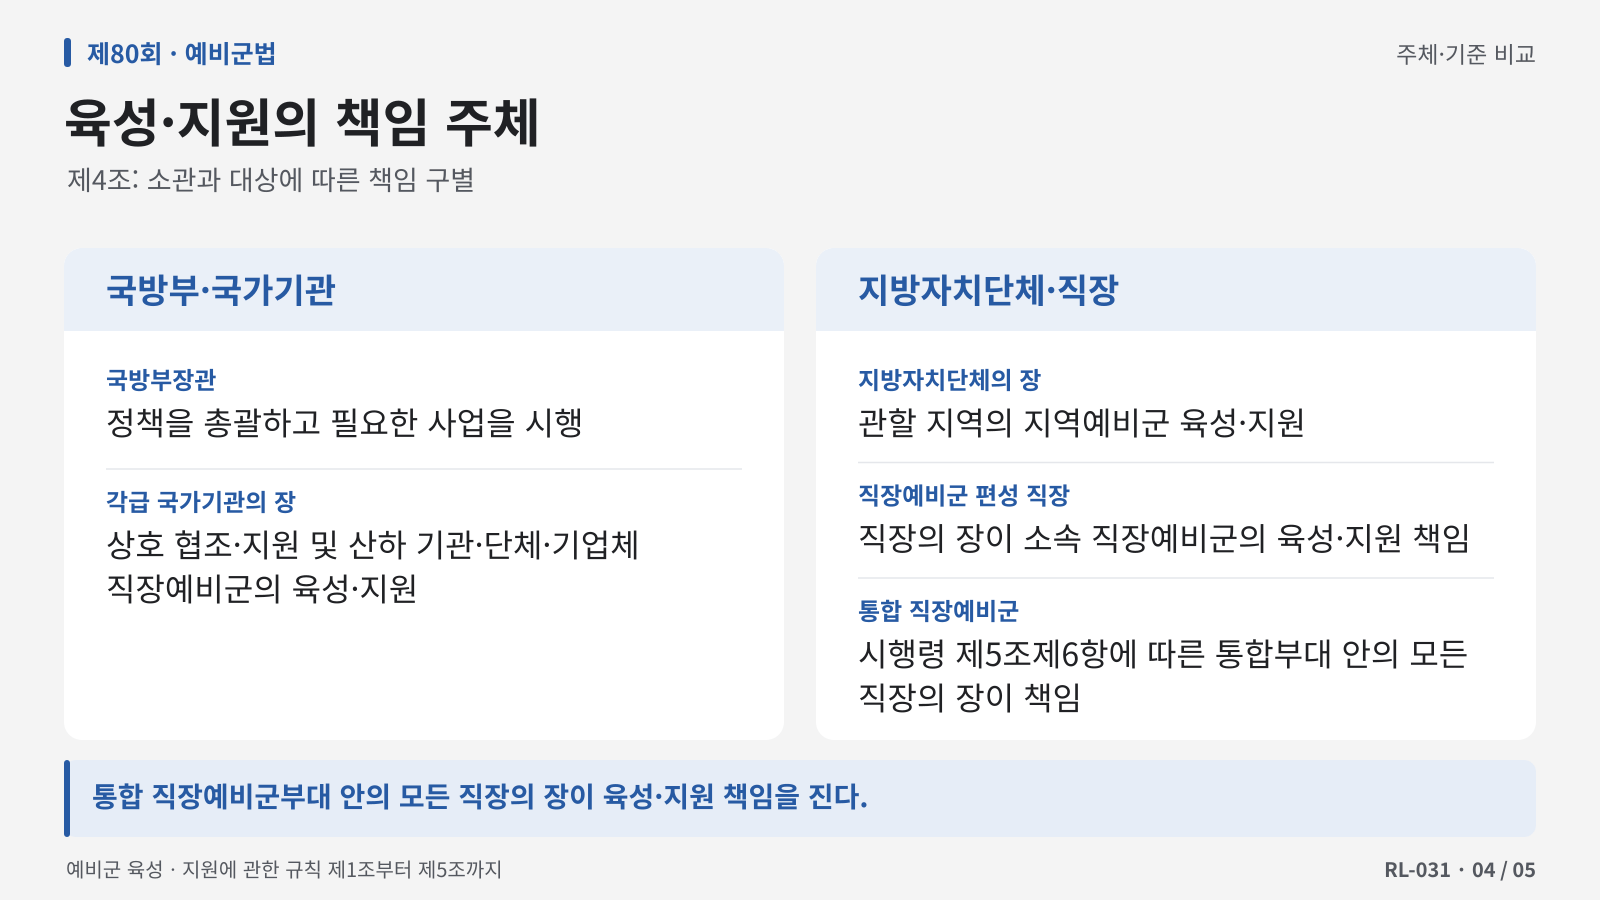 제80회 · 예비군법
주체·기준 비교
육성·지원의 책임 주체
제4조: 소관과 대상에 따른 책임 구별
국방부·국가기관
국방부장관
정책을 총괄하고 필요한 사업을 시행
각급 국가기관의 장
상호 협조·지원 및 산하 기관·단체·기업체
직장예비군의 육성·지원
지방자치단체·직장
지방자치단체의 장
관할 지역의 지역예비군 육성·지원
직장예비군 편성 직장
직장의 장이 소속 직장예비군의 육성·지원 책임
통합 직장예비군
시행령 제5조제6항에 따른 통합부대 안의 모든
직장의 장이 책임
통합 직장예비군부대 안의 모든 직장의 장이 육성·지원 책임을 진다.
예비군 육성 · 지원에 관한 규칙 제1조부터 제5조까지
RL-031 · 04 / 05